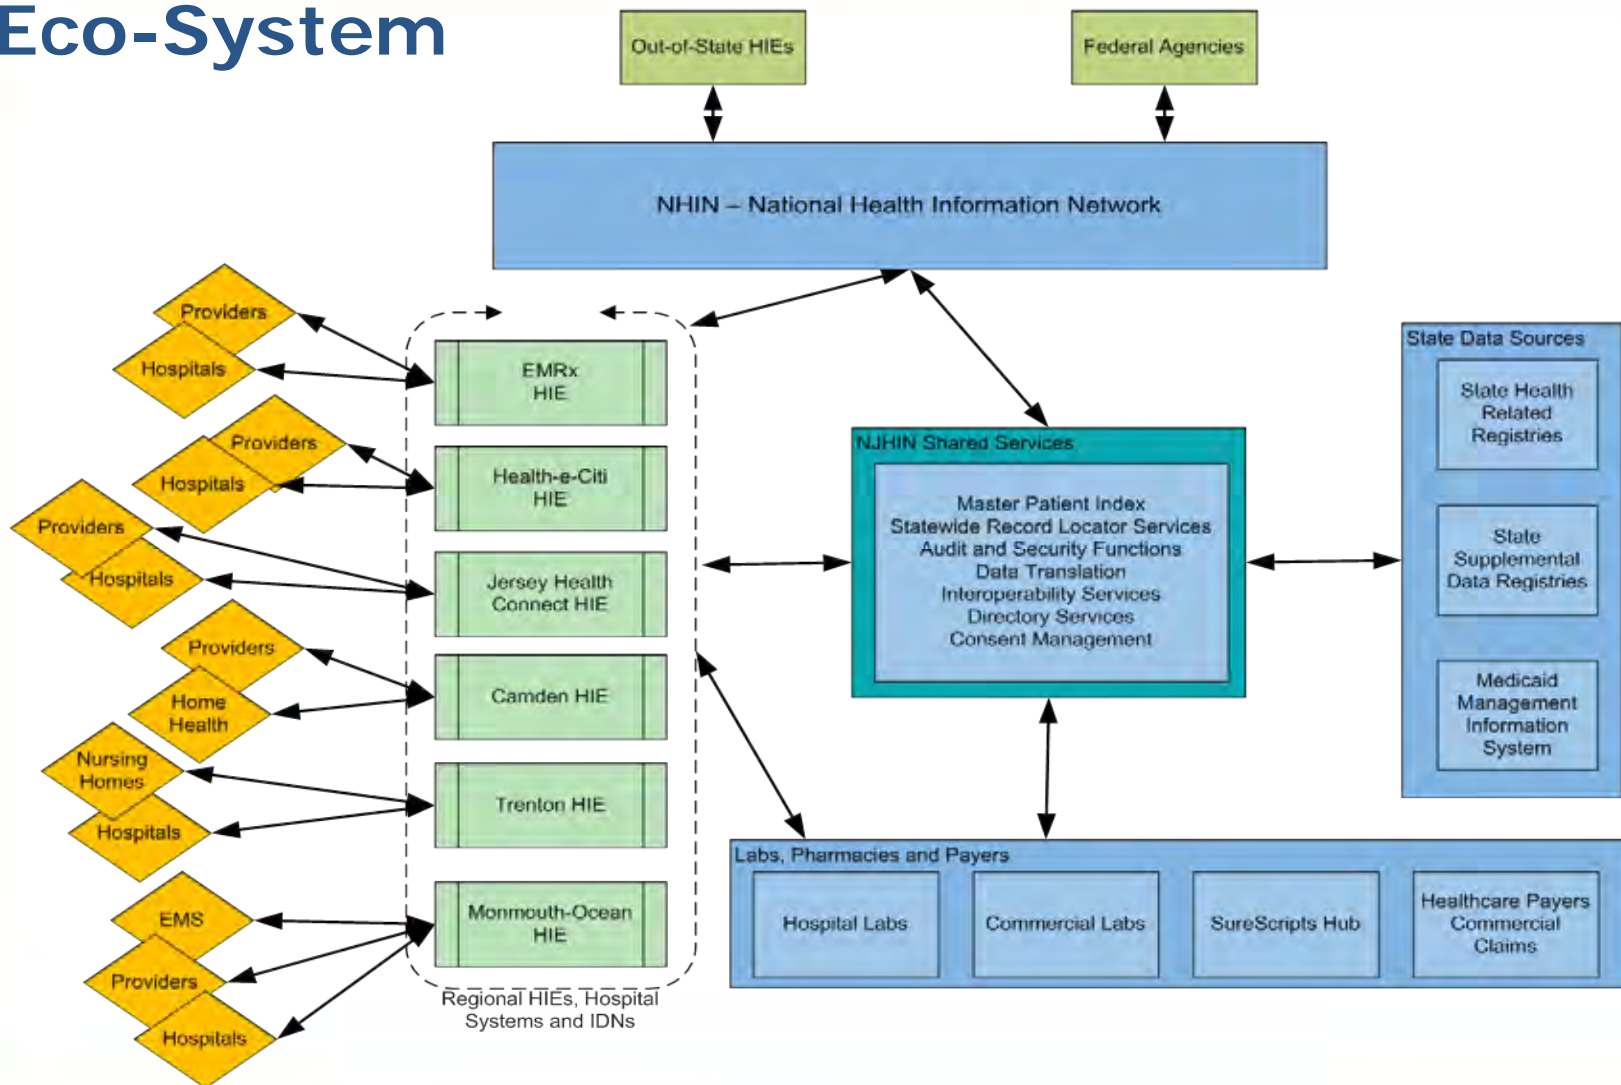 Eco-System
Out-of-State HIEs
Federal Agencies
NHIN – National Health Information Network
Providers
Hospitals
EMRx
HIE
Providers
Hospitals
Health-e-Citi
HIE
Providers
Hospitals
Jersey Health
Connect HIE
Providers
Home
Health
Camden HIE
Nursing
Homes
Hospitals
Trenton HIE
EMS
Providers
Hospitals
Monmouth-Ocean
HIE
Regional HIEs, Hospital
Systems and IDNs
NJHIN Shared Services
Master Patient Index
Statewide Record Locator Services
Audit and Security Functions
Data Translation
Interoperability Services
Directory Services
Consent Management
State Data Sources
State Health
Related
Registries
State
Supplemental
Data Registries
Medicaid
Management
Information
System
Labs, Pharmacies and Payers
Hospital Labs
Commercial Labs
SureScripts Hub
Healthcare Payers
Commercial
Claims